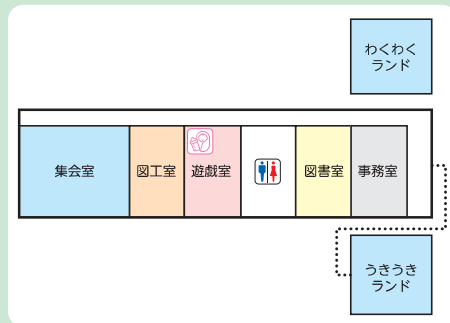 わくわく
ランド
集会室
図工室
遊戯室
図書室
事務室
うきうき
ランド